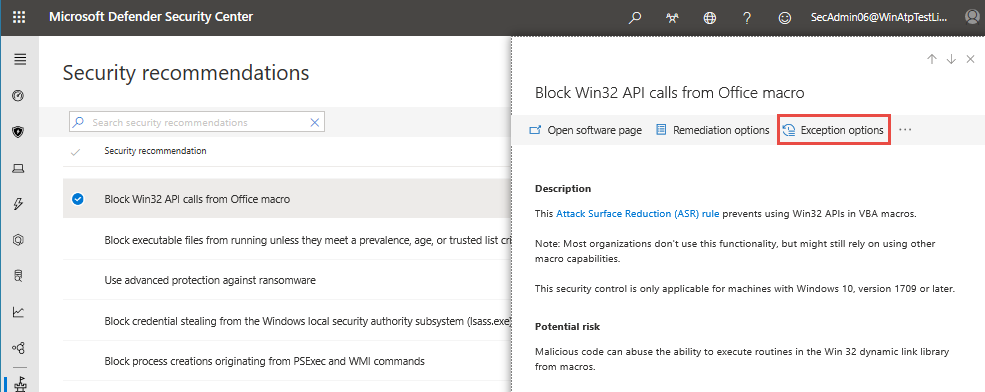 Microsoft Defender Security Center
SecAdmin06@WinAtpTestLi...
Security recommendations
Search security recommendations
Security recommendation
Block Win32 API calls from Office macro
Block executable files from running unless they meet a prevalence, age, or trusted list cri
Use advanced protection against ransomware
Block credential stealing from the Windows local security authority subsystem (lsass.exe)
Block process creations originating from PSExec and WMI commands
Block Win32 API calls from Office macro
Open software page
Remediation options
Exception options
...
Description
This Attack Surface Reduction (ASR) rule prevents using Win32 APIs in VBA macros.
Note: Most organizations don't use this functionality, but might still rely on using other
macro capabilities.
This security control is only applicable for machines with Windows 10, version 1709 or later.
Potential risk
Malicious code can abuse the ability to execute routines in the Win 32 dynamic link library
from macros.